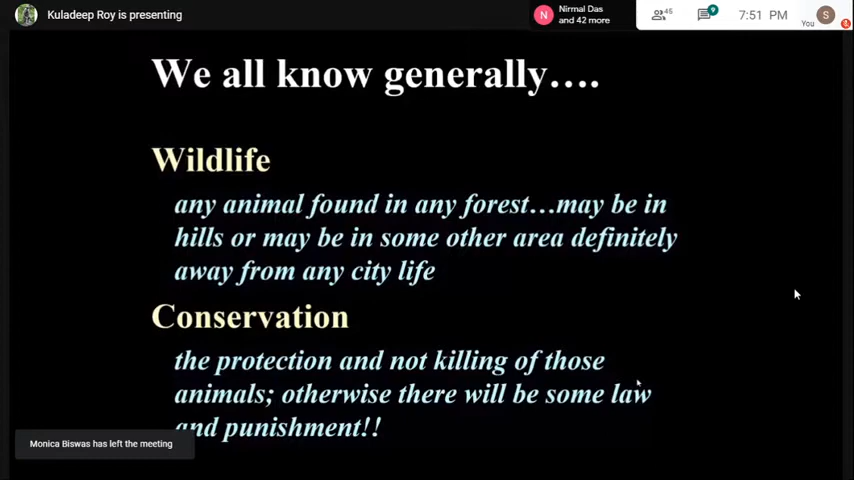 Kuladeep Roy is presenting
N
Nirmal Das
and 42 more
45
9
7:51 PM
You
S
1
We all know generally....
Wildlife
any animal found in any forest...may be in
hills or may be in some other area definitely
away from any city life
Conservation
the protection and not killing of those
animals; otherwise there will be some law
and punishment!!
Monica Biswas has left the meeting